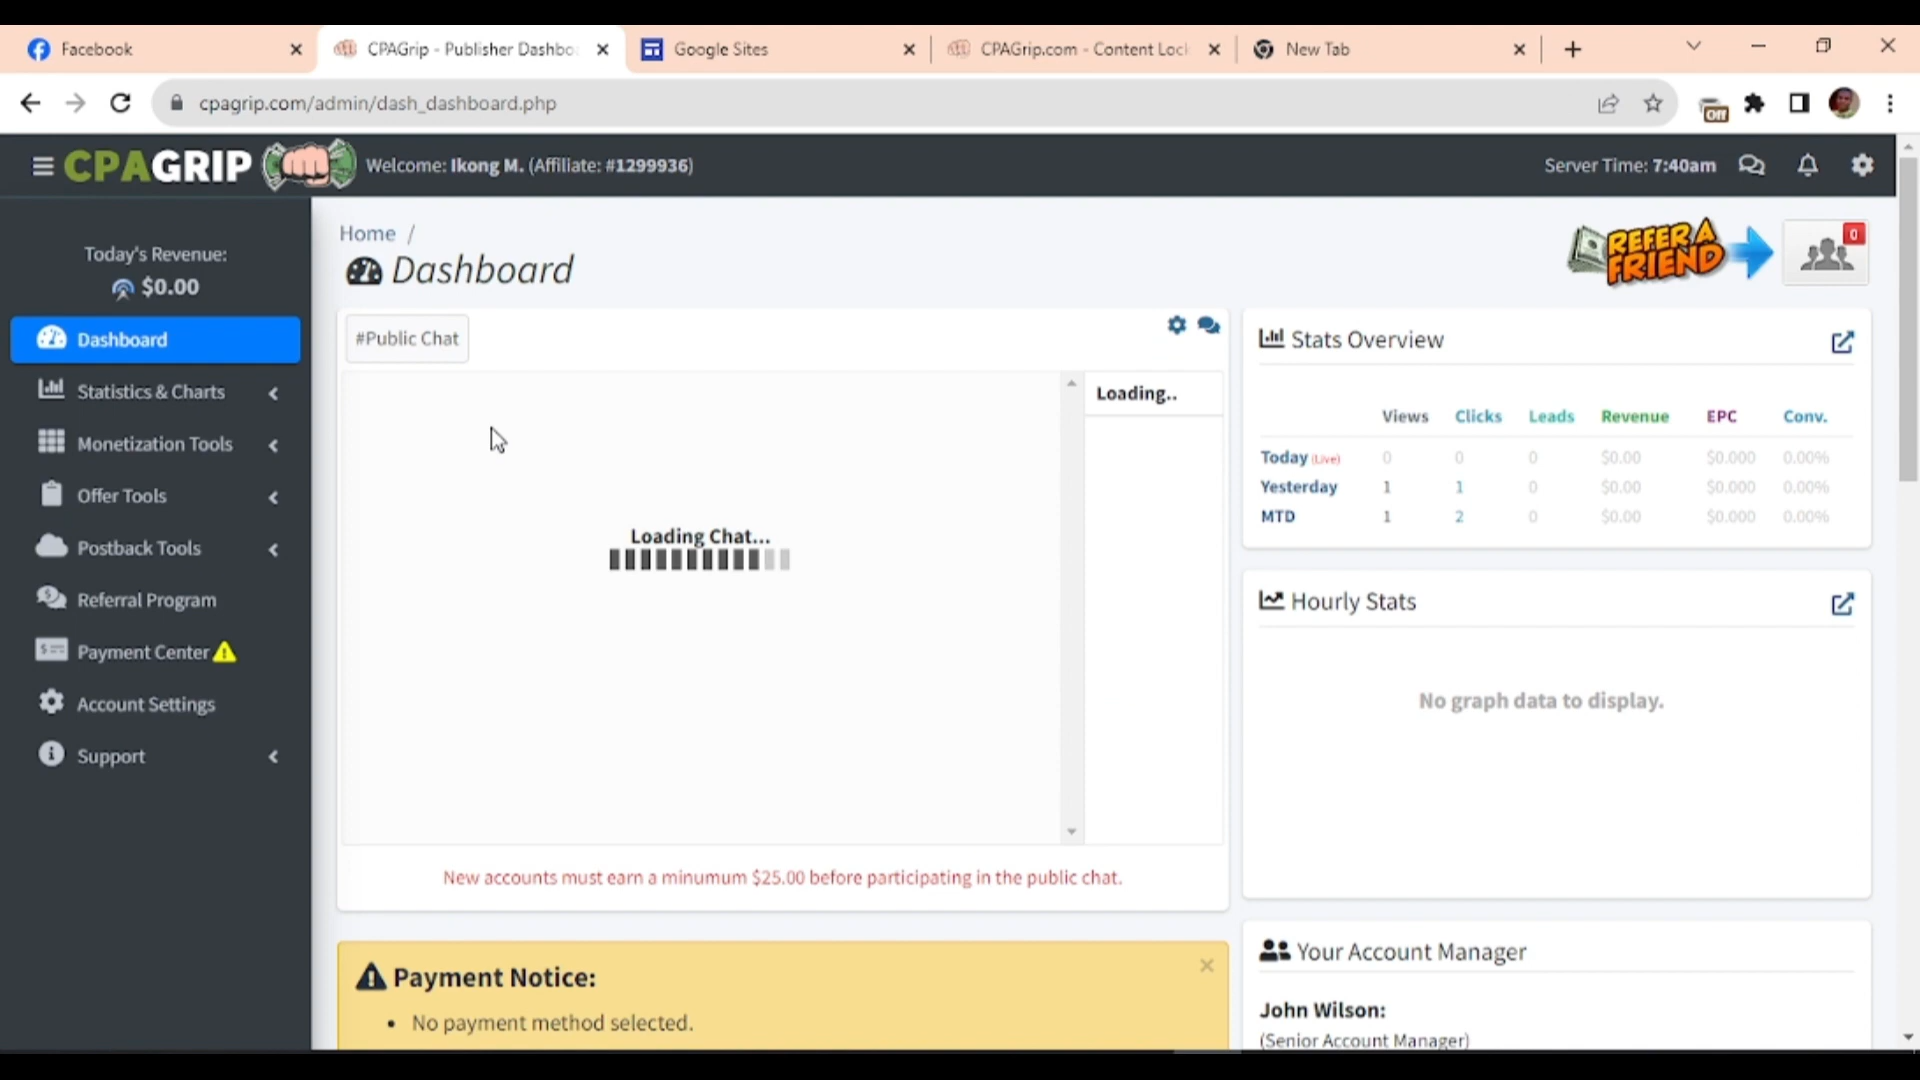 Facebook
CPAGrip - Publisher Dashbo
Google Sites
CPAGrip.com - Content Loc
New Tab
cpagrip.com/admin/dash_dashboard.php
Off
CPAGRIP
Welcome: Ikong M. (Affiliate: #1299936)
Server Time: 7:40am
Today's Revenue:
$0.00
Dashboard
Statistics & Charts
Monetization Tools
Offer Tools
Postback Tools
Referral Program
Payment Center
Account Settings
Support
Home /
Dashboard
REFER A
FRIEND
0
#Public Chat
Loading Chat...
Loading..
New accounts must earn a minumum $25.00 before participating in the public chat.
Payment Notice:
No payment method selected.
Stats Overview
Views Clicks Leads Revenue EPC Conv.
Today (Live) 0 0 0 $0.00 $0.000 0.00%
Yesterday 1 1 0 $0.00 $0.000 0.00%
MTD 1 2 0 $0.00 $0.000 0.00%
Hourly Stats
No graph data to display.
Your Account Manager
John Wilson:
(Senior Account Manager)